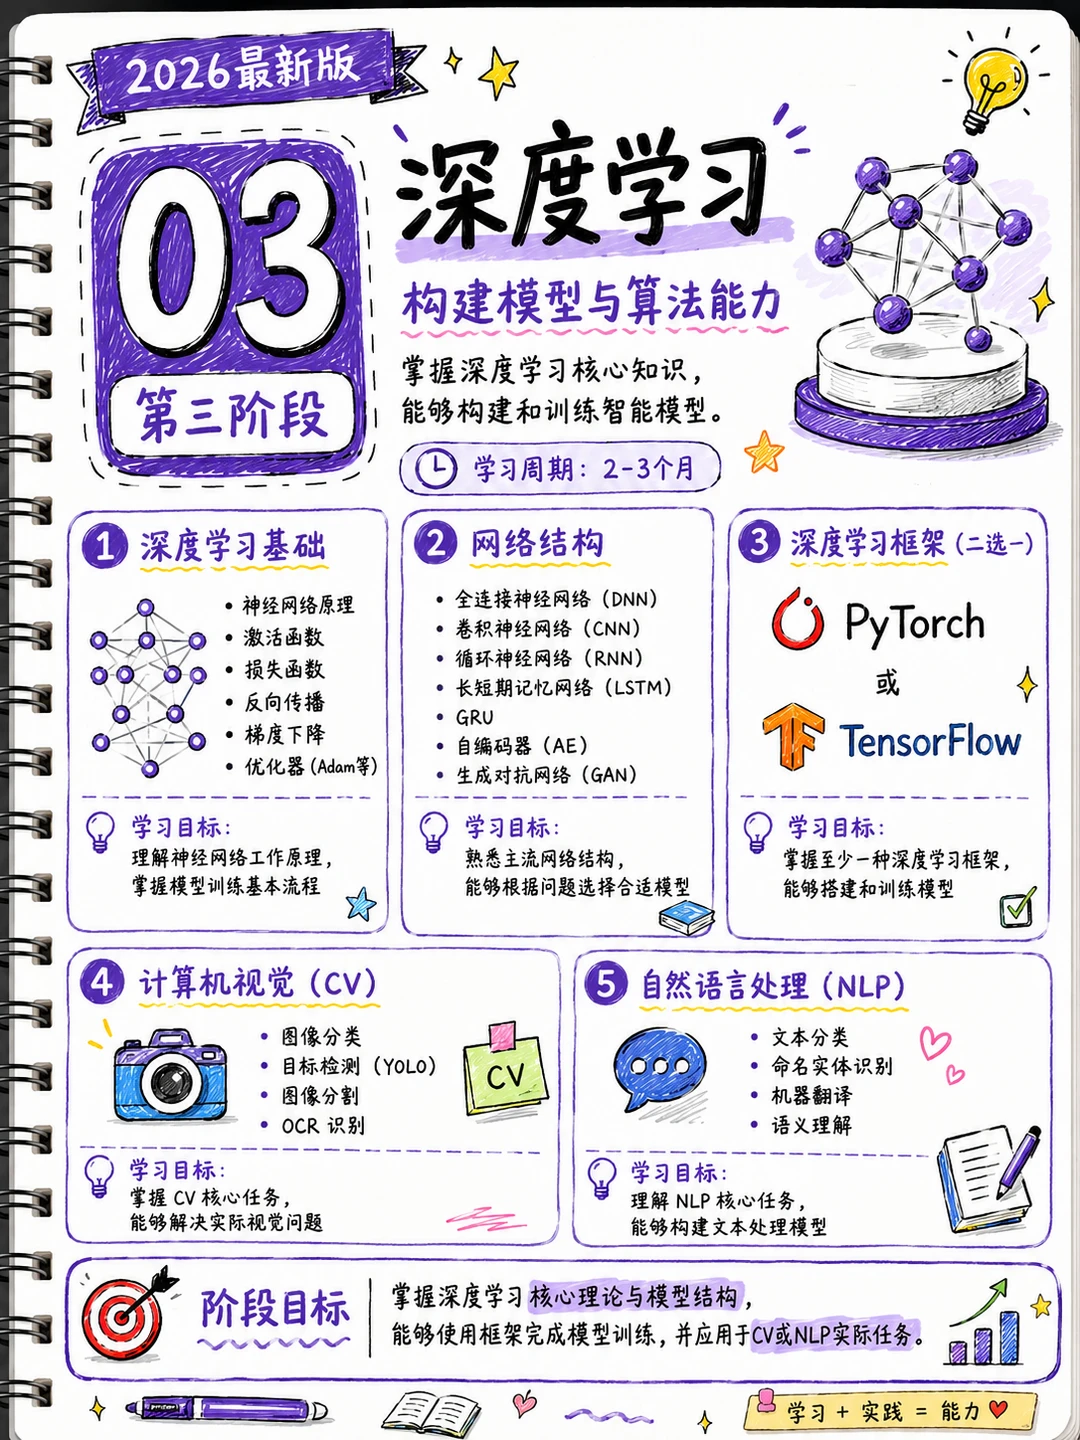 2026最新版
03
第三阶段
深度学习
构建模型与算法能力
掌握深度学习核心知识，
能够构建和训练智能模型。
学习周期：2-3个月
1 深度学习基础
• 神经网络原理
• 激活函数
• 损失函数
• 反向传播
• 梯度下降
• 优化器(Adam等)
学习目标：
理解神经网络工作原理，
掌握模型训练基本流程
2 网络结构
• 全连接神经网络（DNN）
• 卷积神经网络（CNN）
• 循环神经网络（RNN）
• 长短期记忆网络（LSTM）
• GRU
• 自编码器（AE）
• 生成对抗网络（GAN）
学习目标：
熟悉主流网络结构，
能够根据问题选择合适模型
3 深度学习框架（二选一）
PyTorch
或
TensorFlow
学习目标：
掌握至少一种深度学习框架，
能够搭建和训练模型
4 计算机视觉（CV）
• 图像分类
• 目标检测（YOLO）
• 图像分割
• OCR 识别
CV
学习目标：
掌握 CV 核心任务，
能够解决实际视觉问题
5 自然语言处理（NLP）
• 文本分类
• 命名实体识别
• 机器翻译
• 语义理解
学习目标：
理解 NLP 核心任务，
能够构建文本处理模型
阶段目标
掌握深度学习核心理论与模型结构，
能够使用框架完成模型训练，并应用于CV或NLP实际任务。
学习 + 实践 = 能力